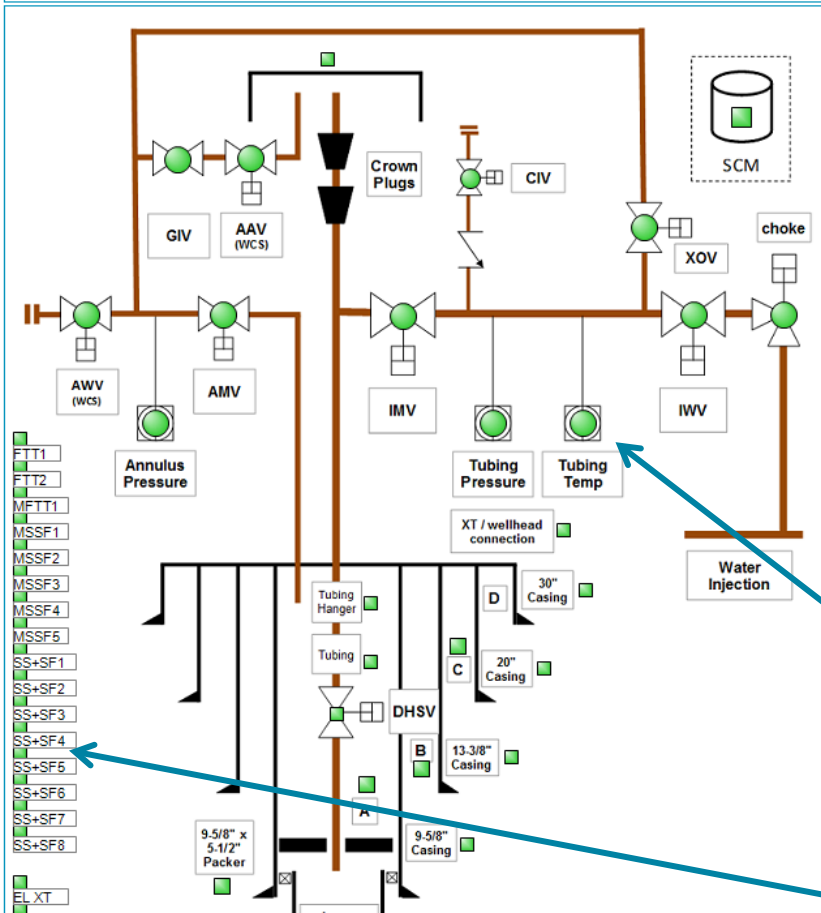 SCM
Crown
Plugs
CIV
GIV
AAV
(WCS)
XOV
choke
AWV
(WCS)
AMV
IMV
IWV
Annulus
Pressure
Tubing
Pressure
Tubing
Temp
XT / wellhead
connection
Water
Injection
FTT1
FTT2
MFTT1
MSSF1
MSSF2
MSSF3
MSSF4
MSSF5
SS+SF1
SS+SF2
SS+SF3
SS+SF4
SS+SF5
SS+SF6
SS+SF7
SS+SF8
EL XT
Tubing
Hanger
D
30"
Casing
Tubing
C
20"
Casing
DHSV
B
13-3/8"
Casing
A
9-5/8" x
5-1/2"
Packer
9-5/8"
Casing